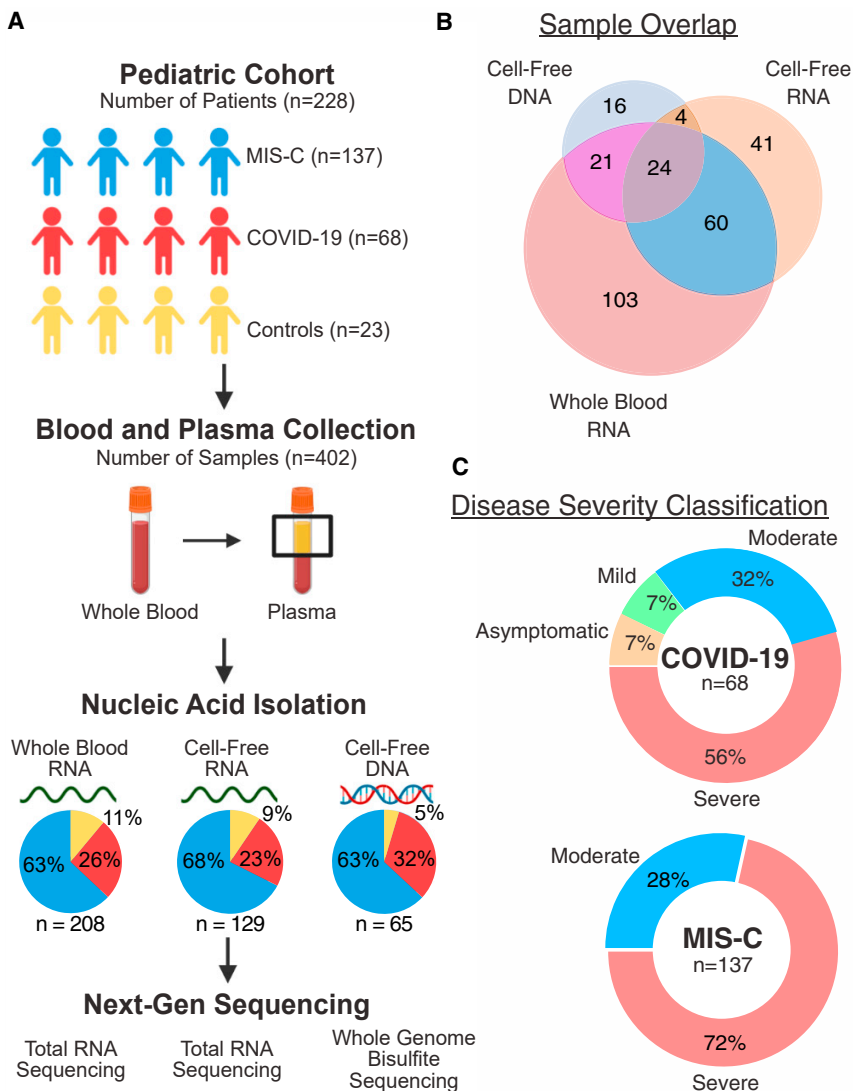 A
Pediatric Cohort
Number of Patients (n=228)
MIS-C (n=137)
COVID-19 (n=68)
Controls (n=23)
Blood and Plasma Collection
Number of Samples (n=402)
Whole Blood
Plasma
Nucleic Acid Isolation
Whole Blood
RNA
Cell-Free
RNA
Cell-Free
DNA
11%
63%
26%
n = 208
9%
68%
23%
n = 129
5%
63%
32%
n = 65
Next-Gen Sequencing
Total RNA
Sequencing
Total RNA
Sequencing
Whole Genome
Bisulfite
Sequencing
B
Sample Overlap
Cell-Free
DNA
Cell-Free
RNA
16
4
41
21
24
60
103
Whole Blood
RNA
C
Disease Severity Classification
Moderate
32%
Mild
7%
Asymptomatic
7%
COVID-19
n=68
56%
Severe
Moderate
28%
MIS-C
n=137
72%
Severe